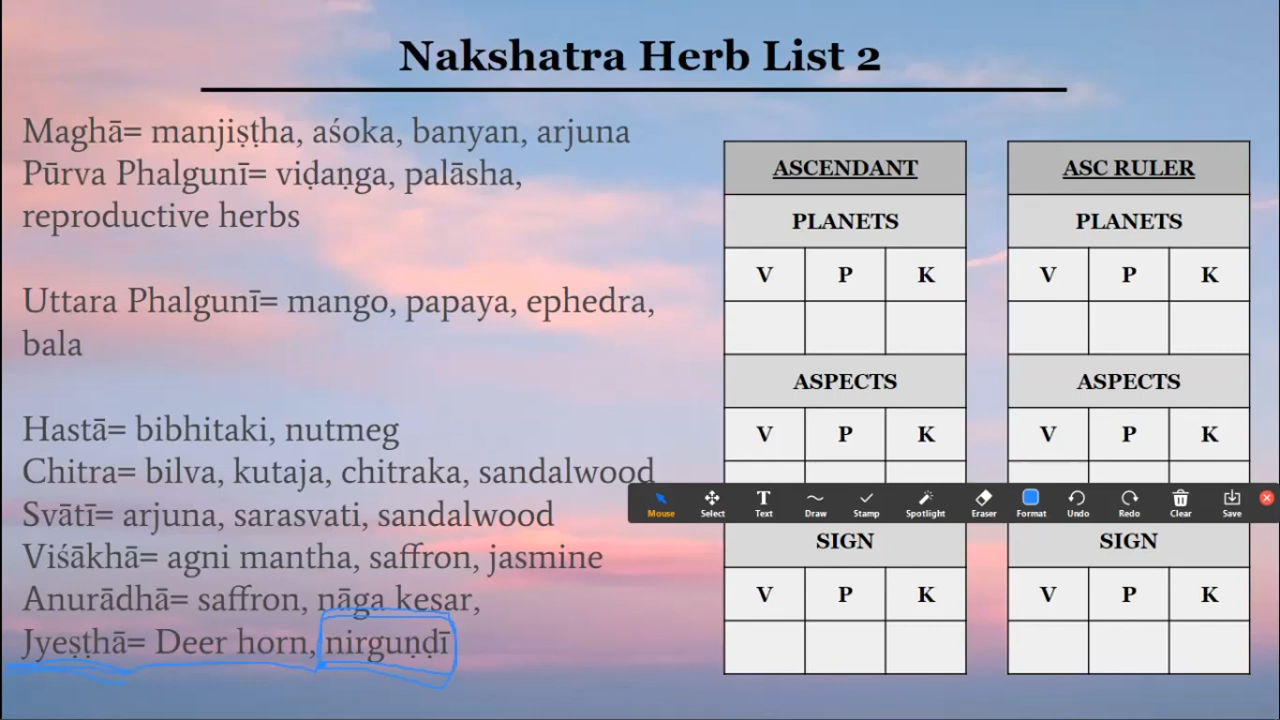 Nakshatra Herb List 2
Maghā= manjiṣṭha, aśoka, banyan, arjuna
Pūrva Phalgunī= viḍaṇga, palāsha,
reproductive herbs
Uttara Phalgunī= mango, papaya, ephedra,
bala
Hastā= bibhitaki, nutmeg
Chitra= bilva, kutaja, chitraka, sandalwood
Svātī= arjuna, sarasvati, sandalwood
Viśākhā= agni mantha, saffron, jasmine
Anurādhā= saffron, nāga kesar,
Jyeṣṭhā= Deer horn, nirguṇḍī
ASCENDANT
PLANETS
V P K
ASPECTS
V P K
SIGN
V P K
ASC RULER
PLANETS
V P K
ASPECTS
V P K
SIGN
V P K
Mouse Select Text Draw Stamp Spotlight Eraser Format Undo Redo Clear Save